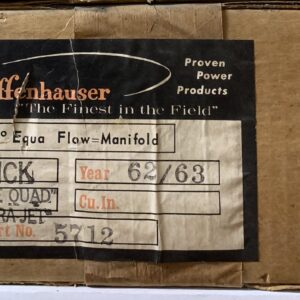 ffenhauser
Proven
Power
Products
"The Finest in the Field"
° Equa Flow=Manifold
ICK
Year 62/63
QUAD"
Cu.In.
RAJET"
rt No. 5712